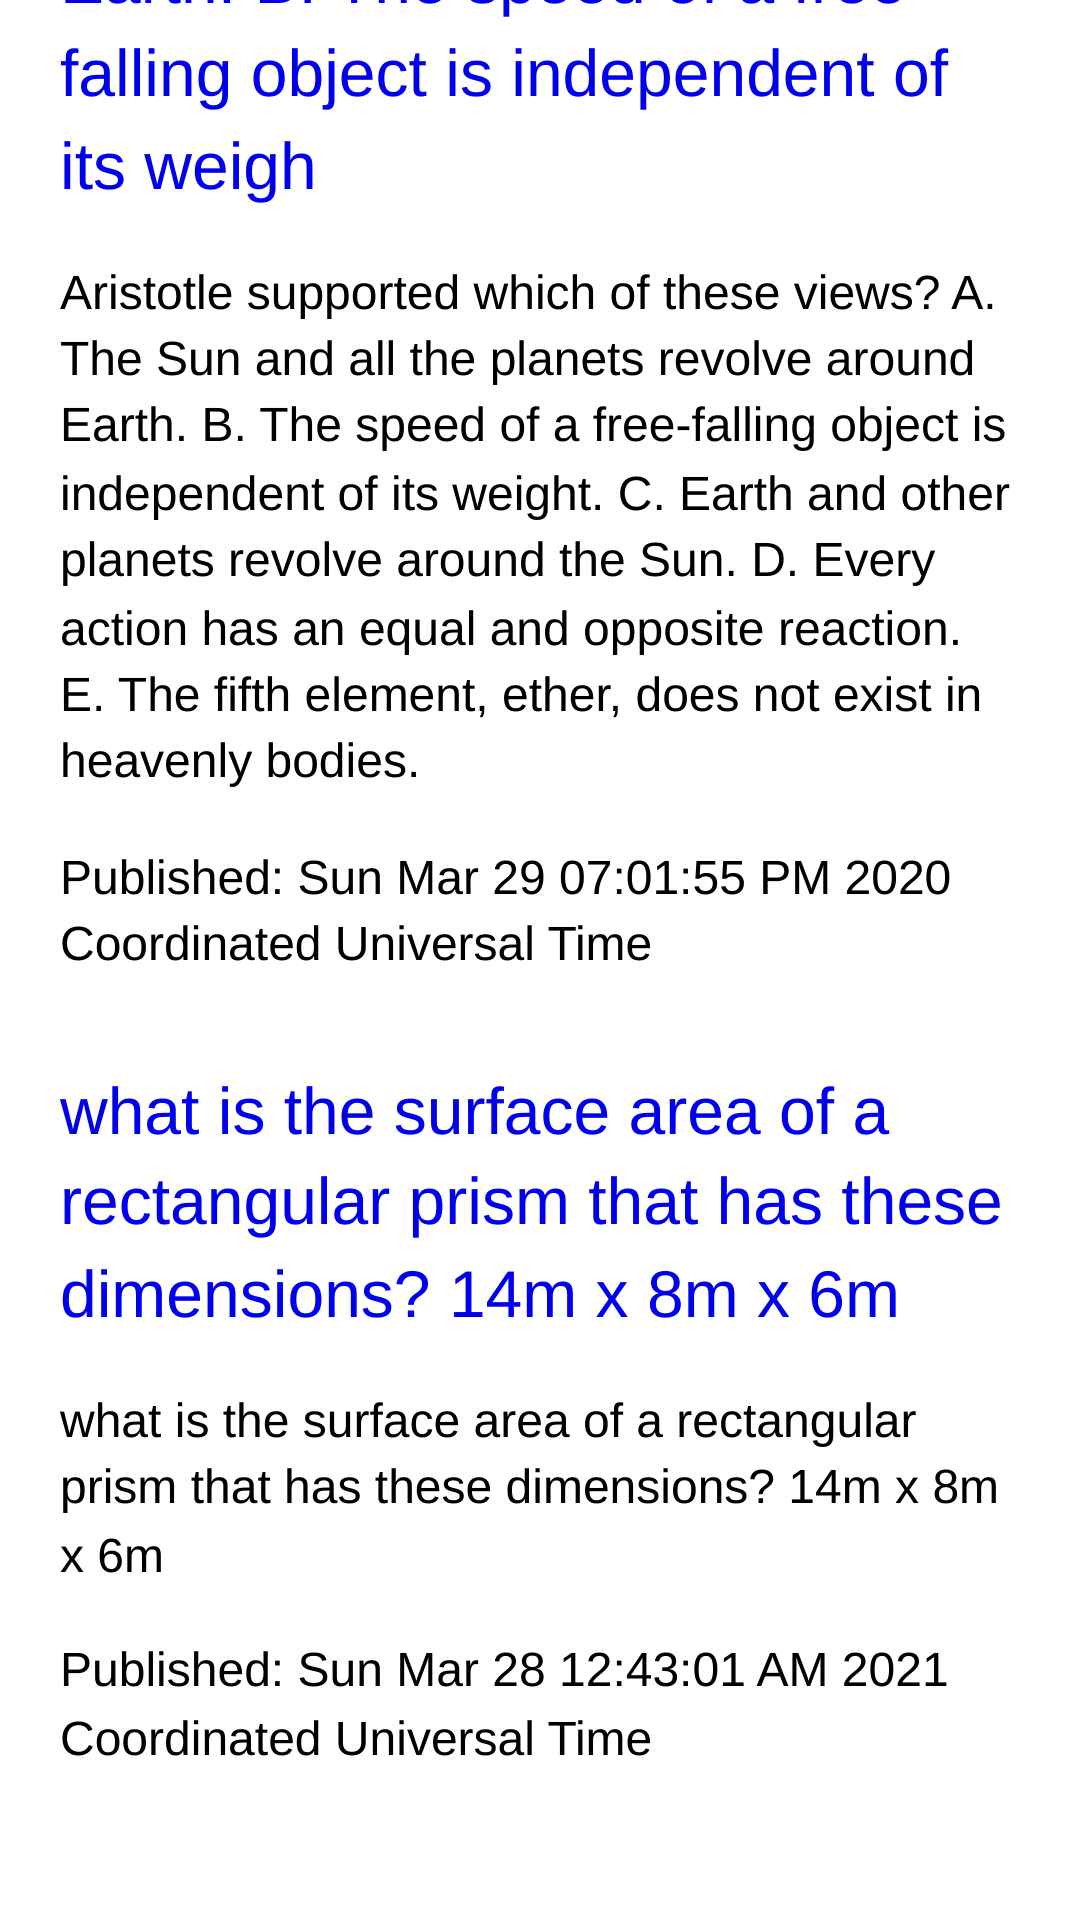 Earth. B. The speed of a free-
falling object is independent of
its weigh
Aristotle supported which of these views? A.
The Sun and all the planets revolve around
Earth. B. The speed of a free-falling object is
independent of its weight. C. Earth and other
planets revolve around the Sun. D. Every
action has an equal and opposite reaction.
E. The fifth element, ether, does not exist in
heavenly bodies.
Published: Sun Mar 29 07:01:55 PM 2020
Coordinated Universal Time
what is the surface area of a
rectangular prism that has these
dimensions? 14m x 8m x 6m
what is the surface area of a rectangular
prism that has these dimensions? 14m x 8m
x 6m
Published: Sun Mar 28 12:43:01 AM 2021
Coordinated Universal Time